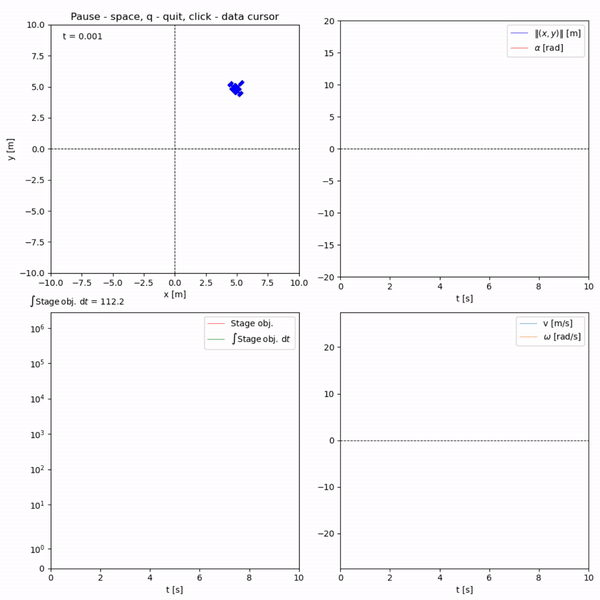 Pause - space, q - quit, click - data cursor
t = 0.001
10.0
7.5
5.0
2.5
0.0
−2.5
−5.0
−7.5
−10.0
y [m]
−10.0 −7.5 −5.0 −2.5 0.0 2.5 5.0 7.5 10.0
x [m]
‖(x, y)‖ [m]
α [rad]
20
15
10
5
0
−5
−10
−15
−20
0 2 4 6 8 10
t [s]
∫Stage obj. dt = 112.2
Stage obj.
∫Stage obj. dt
10⁶
10⁵
10⁴
10³
10²
10¹
10⁰
0
0 2 4 6 8 10
t [s]
v [m/s]
ω [rad/s]
20
10
0
−10
−20
0 2 4 6 8 10
t [s]